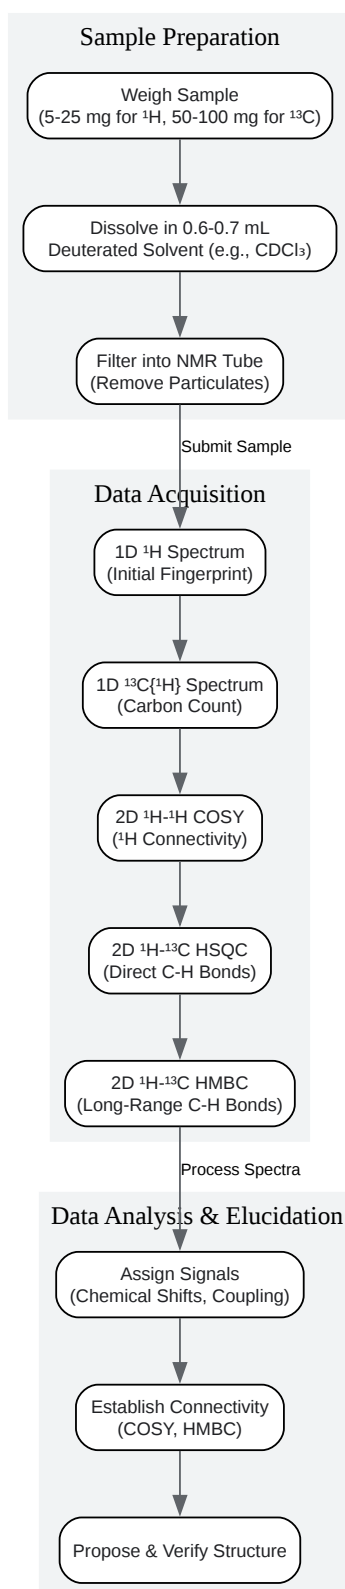 Sample Preparation
Weigh Sample
(5-25 mg for ¹H, 50-100 mg for ¹³C)
Dissolve in 0.6-0.7 mL
Deuterated Solvent (e.g., CDCl₃)
Filter into NMR Tube
(Remove Particulates)
Submit Sample
Data Acquisition
1D ¹H Spectrum
(Initial Fingerprint)
1D ¹³C{¹H} Spectrum
(Carbon Count)
2D ¹H-¹H COSY
(¹H Connectivity)
2D ¹H-¹³C HSQC
(Direct C-H Bonds)
2D ¹H-¹³C HMBC
(Long-Range C-H Bonds)
Process Spectra
Data Analysis & Elucidation
Assign Signals
(Chemical Shifts, Coupling)
Establish Connectivity
(COSY, HMBC)
Propose & Verify Structure